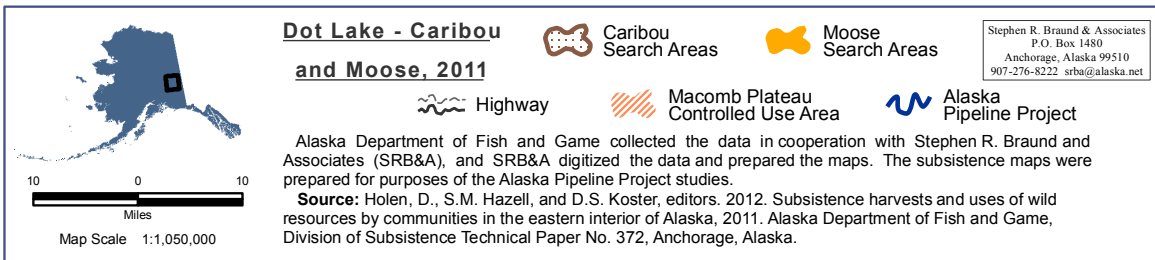 Dot Lake - Caribou
and Moose, 2011
Caribou
Search Areas
Moose
Search Areas
Stephen R. Braund & Associates
P.O. Box 1480
Anchorage, Alaska 99510
907-276-8222 srba@alaska.net
Highway
Macomb Plateau
Controlled Use Area
Alaska
Pipeline Project
Alaska Department of Fish and Game collected the data in cooperation with Stephen R. Braund and
Associates (SRB&A), and SRB&A digitized the data and prepared the maps. The subsistence maps were
prepared for purposes of the Alaska Pipeline Project studies.
Source: Holen, D., S.M. Hazell, and D.S. Koster, editors. 2012. Subsistence harvests and uses of wild
resources by communities in the eastern interior of Alaska, 2011. Alaska Department of Fish and Game,
Division of Subsistence Technical Paper No. 372, Anchorage, Alaska.
10 0 10
Miles
Map Scale 1:1,050,000